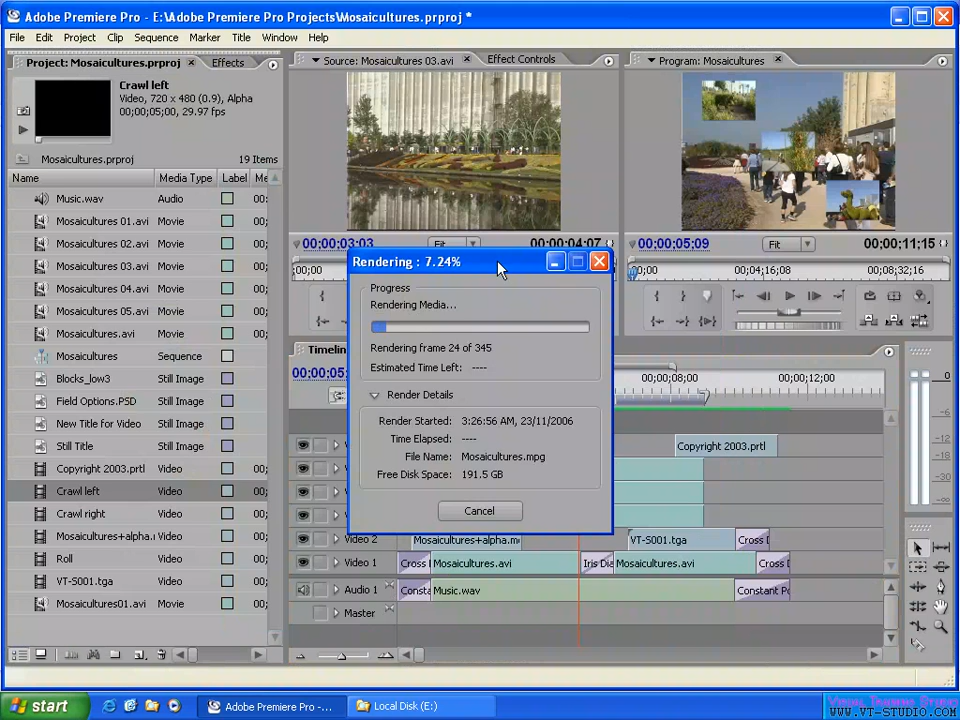 Adobe Premiere Pro - E:\Adobe Premiere Pro Projects\Mosaicultures.prproj *
File Edit Project Clip Sequence Marker Title Window Help
Project: Mosaicultures.prproj Effects
Crawl left
Video, 720 x 480 (0.9), Alpha
00;00;05;00, 29.97 fps
Mosaicultures.prproj 19 Items
Name Media Type Label Me
Music.wav Audio 00:
Mosaicultures 01.avi Movie 00;
Mosaicultures 02.avi Movie 00;
Mosaicultures 03.avi Movie 00;
Mosaicultures 04.avi Movie 00;
Mosaicultures 05.avi Movie 00;
Mosaicultures.avi Movie 00;
Mosaicultures Sequence 00;
Blocks_low3 Still Image
Field Options.PSD Still Image
New Title for Video Still Image
Still Title Still Image
Copyright 2003.prtl Video 00;
Crawl left Video 00;
Crawl right Video 00;
Mosaicultures+alpha.m Video 00;
Roll Video 00;
VT-S001.tga Video 00;
Mosaicultures01.avi Movie 00;
Source: Mosaicultures 03.avi Effect Controls
00;00;03;03 Fit 00;00;04;07
;00;00
Program: Mosaicultures
00;00;05;09 Fit 00;00;11;15
;00;00 00;04;16;08 00;08;32;16
Rendering : 7.24%
Progress
Rendering Media...
Rendering frame 24 of 345
Estimated Time Left: ----
Render Details
Render Started: 3:26:56 AM, 23/11/2006
Time Elapsed: ----
File Name: Mosaicultures.mpg
Free Disk Space: 191.5 GB
Cancel
Timelin
00;00;05; 00;00;08;00 00;00;12;00
Copyright 2003.prtl
Video 2 Mosaicultures+alpha.m VT-S001.tga Cross D
Video 1 Cross Mosaicultures.avi Iris Dia Mosaicultures.avi Cross D
Audio 1 Consta Music.wav Constant Po
Master
0
-6
-12
-18
-30
-∞
start Adobe Premiere Pro -... Local Disk (E:)
Visual Training Studio
www.VT-STUDIO.com